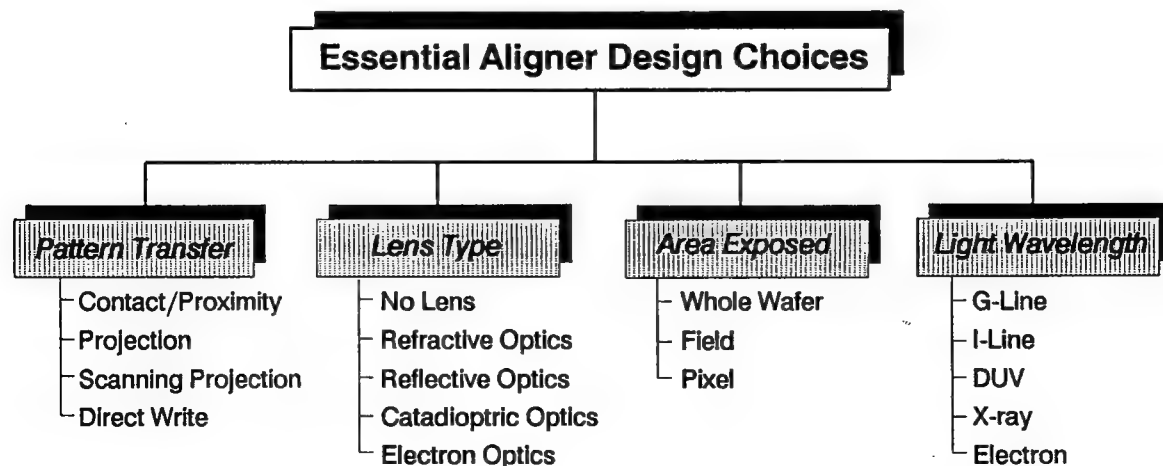 Essential Aligner Design Choices
Pattern Transfer
Contact/Proximity
Projection
Scanning Projection
Direct Write
Lens Type
No Lens
Refractive Optics
Reflective Optics
Catadioptric Optics
Electron Optics
Area Exposed
Whole Wafer
Field
Pixel
Light Wavelength
G-Line
I-Line
DUV
X-ray
Electron